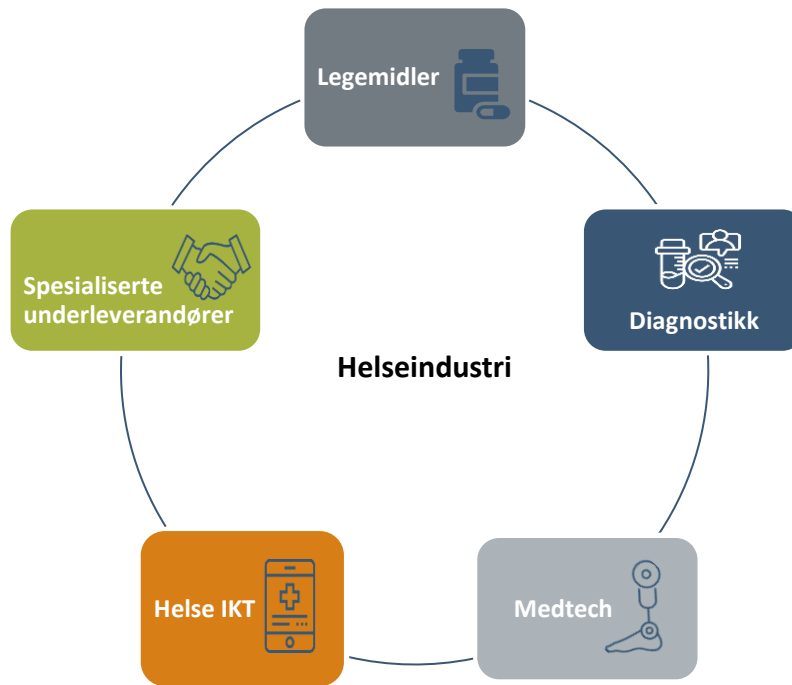 Legemidler
Spesialiserte
underleverandører
Diagnostikk
Helseindustri
Helse IKT
Medtech